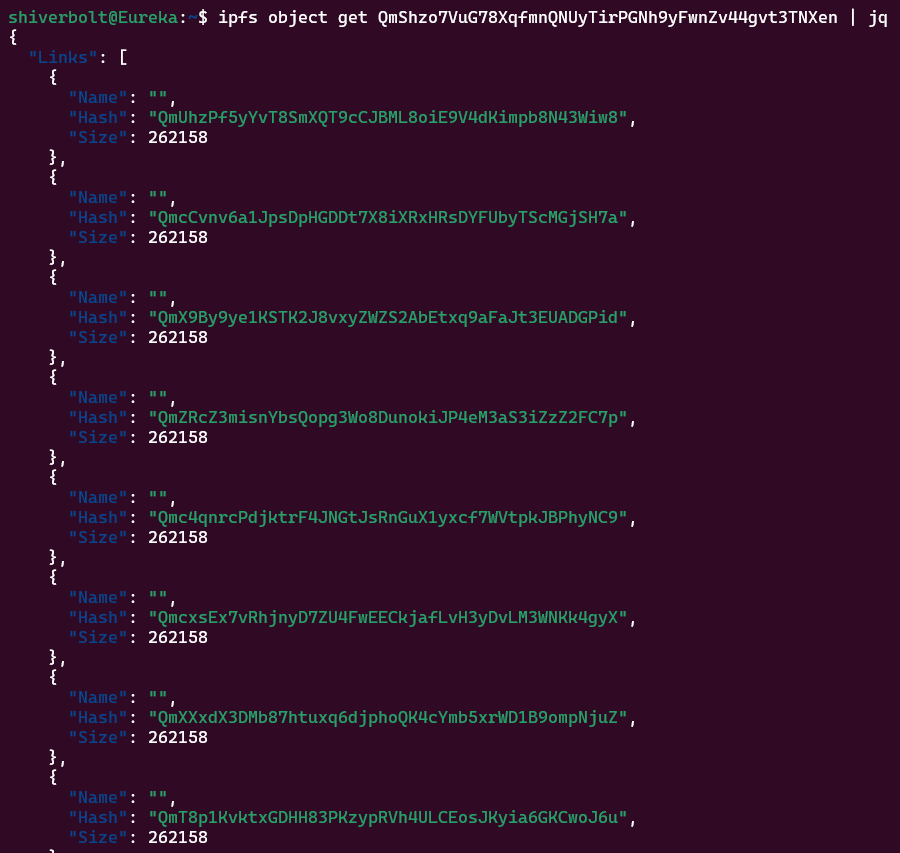 shiverbolt@Eureka:~$ ipfs object get QmShzo7VuG78XqfmnQNUyTirPGNh9yFwnZv44gvt3TNXen | jq
{
"Links": [
{
"Name": "",
"Hash": "QmUhzPf5yYvT8SmXQT9cCJBML8oiE9V4dKimpb8N43Wiw8",
"Size": 262158
},
{
"Name": "",
"Hash": "QmcCvnv6a1JpsDpHGDDt7X8iXRxHRsDYFUbyTScMGjSH7a",
"Size": 262158
},
{
"Name": "",
"Hash": "QmX9By9ye1KSTK2J8vxyZWZS2AbEtxq9aFaJt3EUADGPid",
"Size": 262158
},
{
"Name": "",
"Hash": "QmZRcZ3misnYbsQopg3Wo8DunokiJP4eM3aS3iZzZ2FC7p",
"Size": 262158
},
{
"Name": "",
"Hash": "Qmc4qnrcPdjktrF4JNGtJsRnGuX1yxcf7WVtpkJBPhyNC9",
"Size": 262158
},
{
"Name": "",
"Hash": "QmcxsEx7vRhjnyD7ZU4FwEECkjafLvH3yDvLM3WNKk4gyX",
"Size": 262158
},
{
"Name": "",
"Hash": "QmXXxdX3DMb87htuxq6djphoQK4cYmb5xrWD1B9ompNjuZ",
"Size": 262158
},
{
"Name": "",
"Hash": "QmT8p1KvktxGDHH83PKzypRVh4ULCEosJKyia6GKCwoJ6u",
"Size": 262158